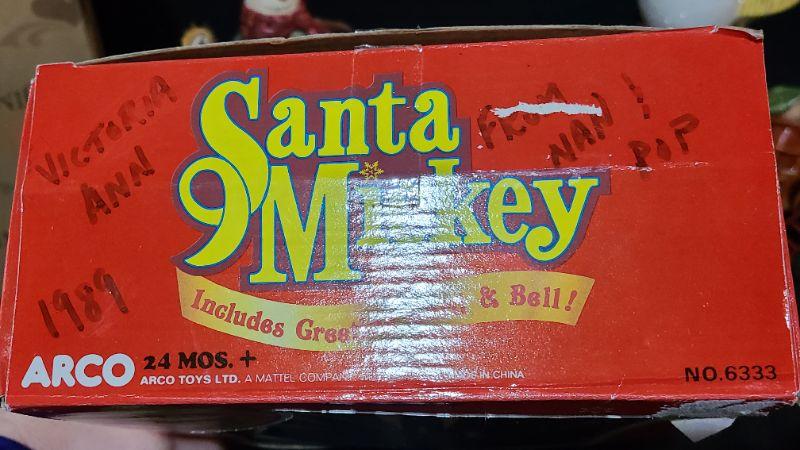 VICTORIA
ANN
1989
Santa
Mickey
FROM
NAN & POP
Includes Gree & Bell!
ARCO 24 MOS. +
ARCO TOYS LTD. A MATTEL COMPANY IN CHINA
NO.6333